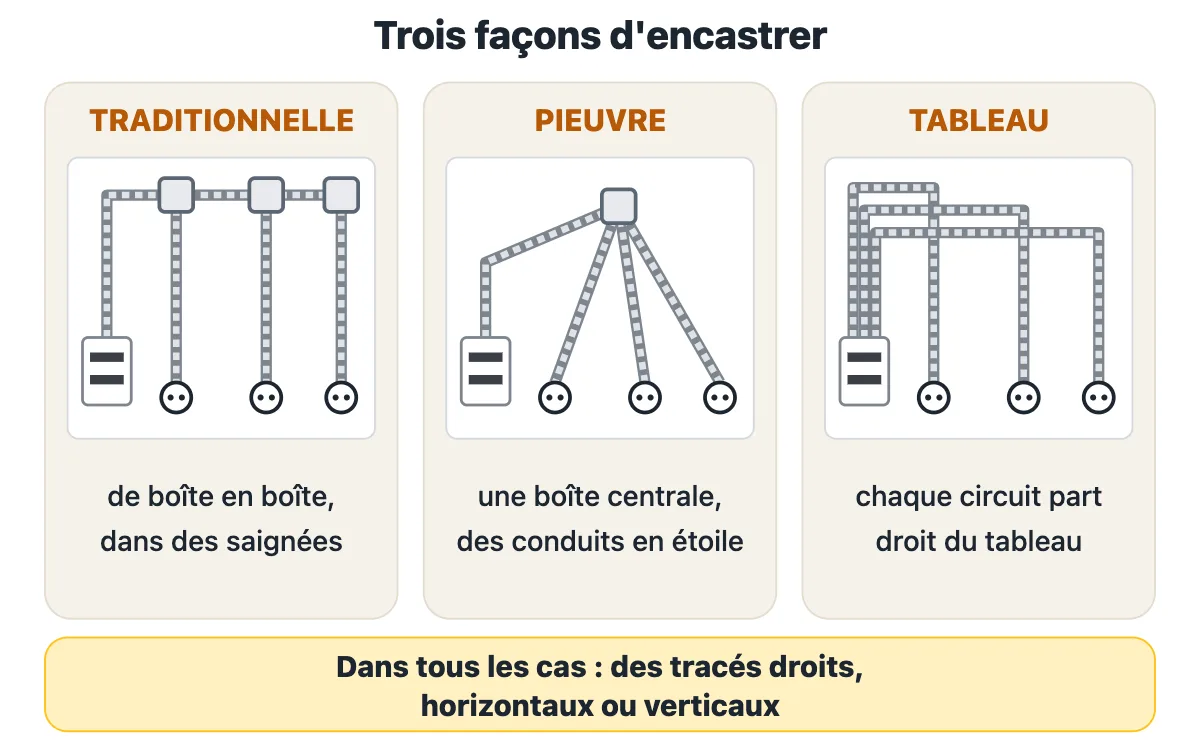 Trois façons d'encastrer
TRADITIONNELLE
de boîte en boîte,
dans des saignées
PIEUVRE
une boîte centrale,
des conduits en étoile
TABLEAU
chaque circuit part
droit du tableau
Dans tous les cas : des tracés droits,
horizontaux ou verticaux